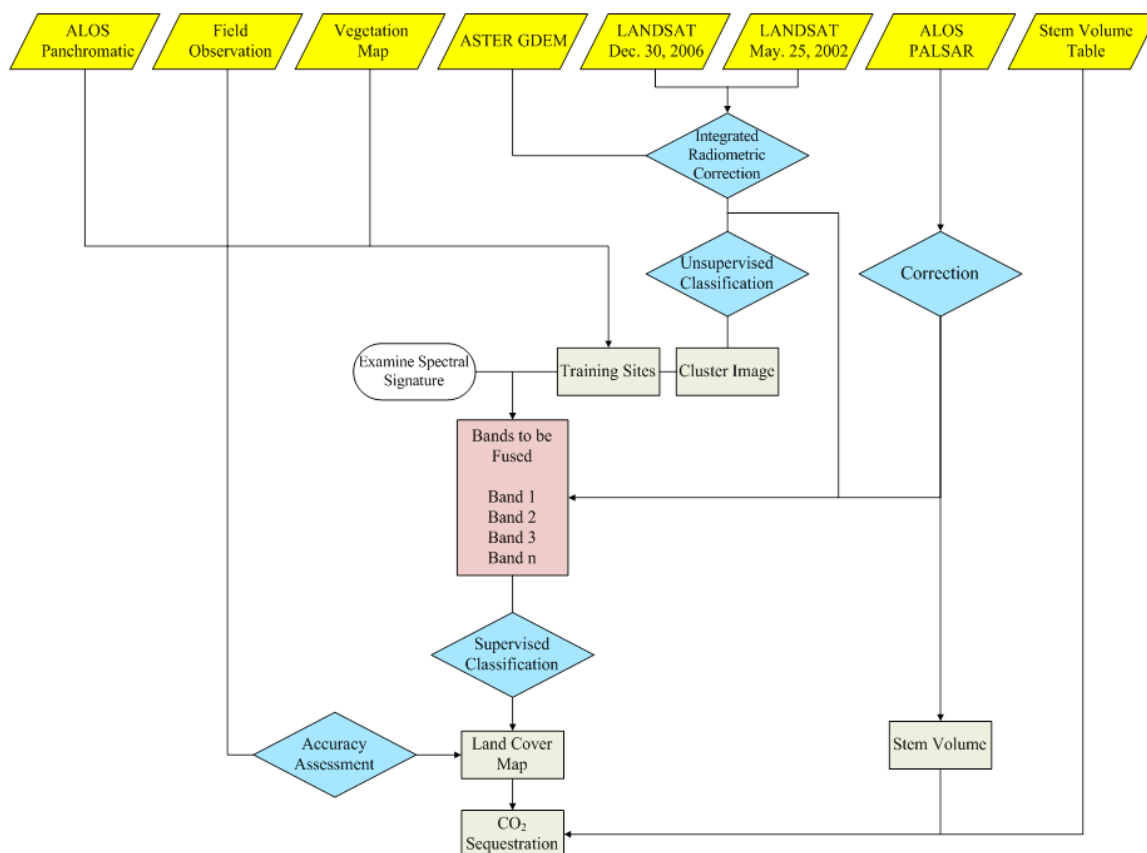 ALOS
Panchromatic
Field
Observation
Vegetation
Map
ASTER GDEM
LANDSAT
Dec. 30, 2006
LANDSAT
May. 25, 2002
ALOS
PALSAR
Stem Volume
Table
Integrated
Radiometric
Correction
Unsupervised
Classification
Correction
Examine Spectral
Signature
Training Sites
Cluster Image
Bands to be
Fused
Band 1
Band 2
Band 3
Band n
Supervised
Classification
Accuracy
Assessment
Land Cover
Map
Stem Volume
CO₂
Sequestration